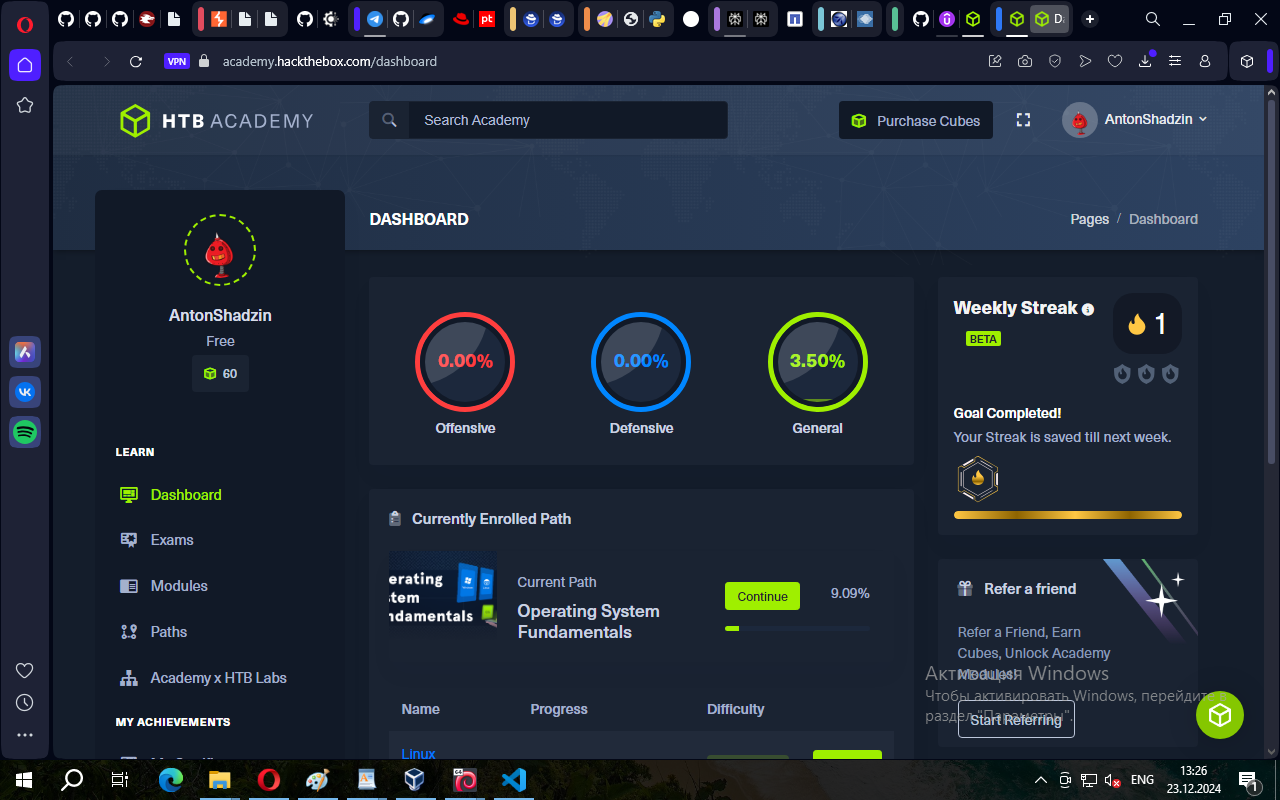 D
VPN
academy.hackthebox.com/dashboard
HTB ACADEMY
Search Academy
Purchase Cubes
AntonShadzin
DASHBOARD
Pages / Dashboard
AntonShadzin
Free
60
LEARN
Dashboard
Exams
Modules
Paths
Academy x HTB Labs
MY ACHIEVEMENTS
0.00%
Offensive
0.00%
Defensive
3.50%
General
Weekly Streak
BETA
1
Goal Completed!
Your Streak is saved till next week.
Currently Enrolled Path
Current Path
Operating System
Fundamentals
Continue
9.09%
Name
Progress
Difficulty
Linux
Refer a friend
Refer a Friend, Earn
Cubes, Unlock Academy
Modules!
Start Referring
Активация Windows
Чтобы активировать Windows, перейдите в
раздел "Параметры".
ENG
13:26
23.12.2024
1